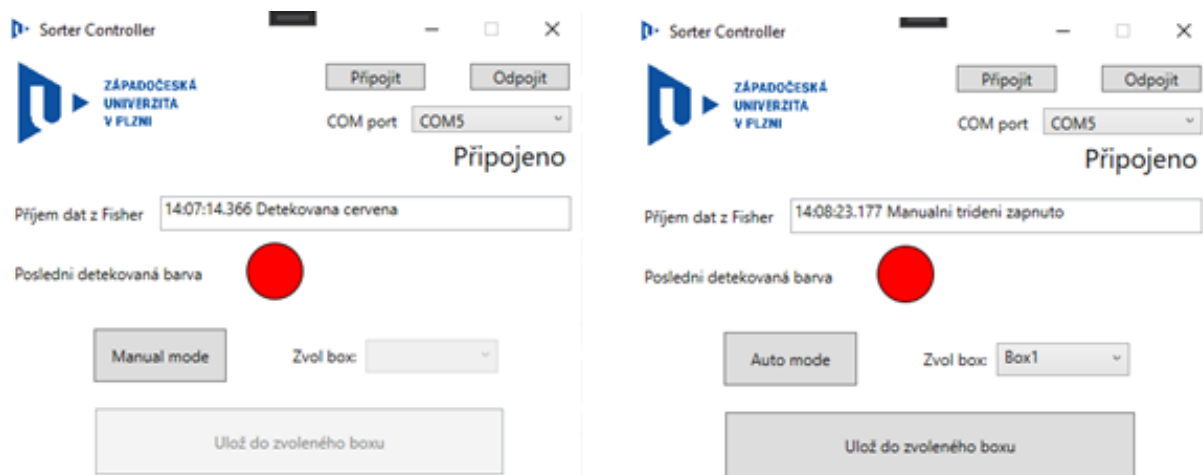 Sorter Controller
ZÁPADOČESKÁ
UNIVERZITA
V PLZNI
Připojit Odpojit
COM port COM5
Připojeno
Příjem dat z Fisher 14:07:14.366 Detekovana cervena
Poslední detekovaná barva
Manual mode Zvol box:
Ulož do zvoleného boxu
Sorter Controller
ZÁPADOČESKÁ
UNIVERZITA
V PLZNI
Připojit Odpojit
COM port COM5
Připojeno
Příjem dat z Fisher 14:08:23.177 Manualni trideni zapnuto
Poslední detekovaná barva
Auto mode Zvol box: Box1
Ulož do zvoleného boxu